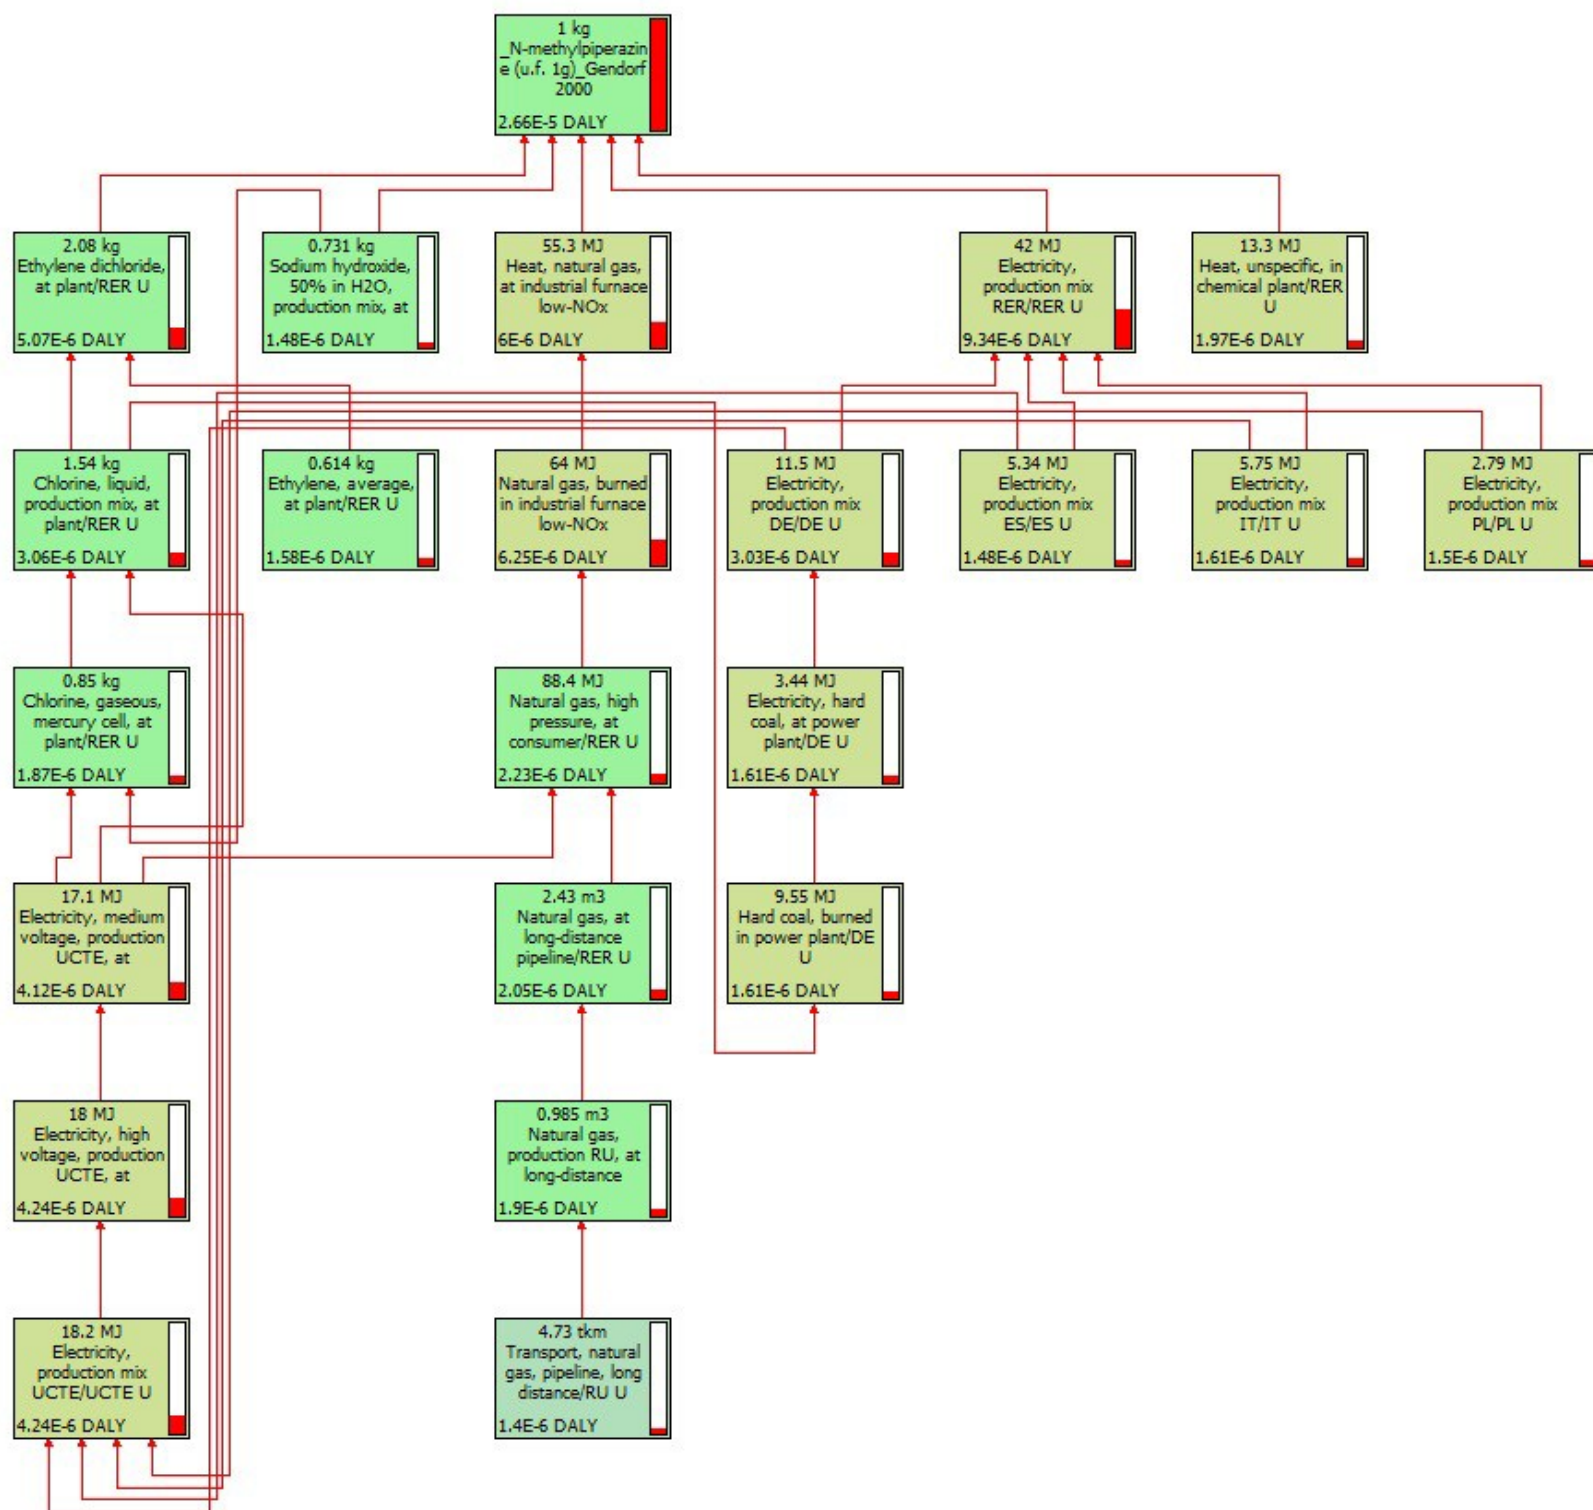 1 kg
_N-methylpiperazin
e (u.f. 1g)_Gendorf
2000
2.66E-5 DALY
2.08 kg
Ethylene dichloride,
at plant/RER U
5.07E-6 DALY
0.731 kg
Sodium hydroxide,
50% in H2O,
production mix, at
1.48E-6 DALY
55.3 MJ
Heat, natural gas,
at industrial furnace
low-NOx
6E-6 DALY
42 MJ
Electricity,
production mix
RER/RER U
9.34E-6 DALY
13.3 MJ
Heat, unspecific, in
chemical plant/RER
U
1.97E-6 DALY
1.54 kg
Chlorine, liquid,
production mix, at
plant/RER U
3.06E-6 DALY
0.614 kg
Ethylene, average,
at plant/RER U
1.58E-6 DALY
64 MJ
Natural gas, burned
in industrial furnace
low-NOx
6.25E-6 DALY
11.5 MJ
Electricity,
production mix
DE/DE U
3.03E-6 DALY
5.34 MJ
Electricity,
production mix
ES/ES U
1.48E-6 DALY
5.75 MJ
Electricity,
production mix
IT/IT U
1.61E-6 DALY
2.79 MJ
Electricity,
production mix
PL/PL U
1.5E-6 DALY
0.85 kg
Chlorine, gaseous,
mercury cell, at
plant/RER U
1.87E-6 DALY
88.4 MJ
Natural gas, high
pressure, at
consumer/RER U
2.23E-6 DALY
3.44 MJ
Electricity, hard
coal, at power
plant/DE U
1.61E-6 DALY
17.1 MJ
Electricity, medium
voltage, production
UCTE, at
4.12E-6 DALY
2.43 m3
Natural gas, at
long-distance
pipeline/RER U
2.05E-6 DALY
9.55 MJ
Hard coal, burned
in power plant/DE
U
1.61E-6 DALY
18 MJ
Electricity, high
voltage, production
UCTE, at
4.24E-6 DALY
0.985 m3
Natural gas,
production RU, at
long-distance
1.9E-6 DALY
18.2 MJ
Electricity,
production mix
UCTE/UCTE U
4.24E-6 DALY
4.73 tkm
Transport, natural
gas, pipeline, long
distance/RU U
1.4E-6 DALY